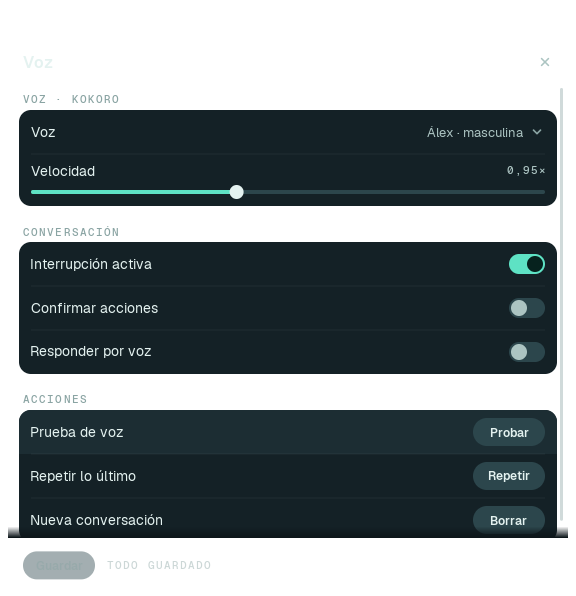 Voz
×
VOZ · KOKORO
Voz
Álex · masculina
Velocidad
0,95×
CONVERSACIÓN
Interrupción activa
Confirmar acciones
Responder por voz
ACCIONES
Prueba de voz
Probar
Repetir lo último
Repetir
Nueva conversación
Borrar
Guardar
TODO GUARDADO